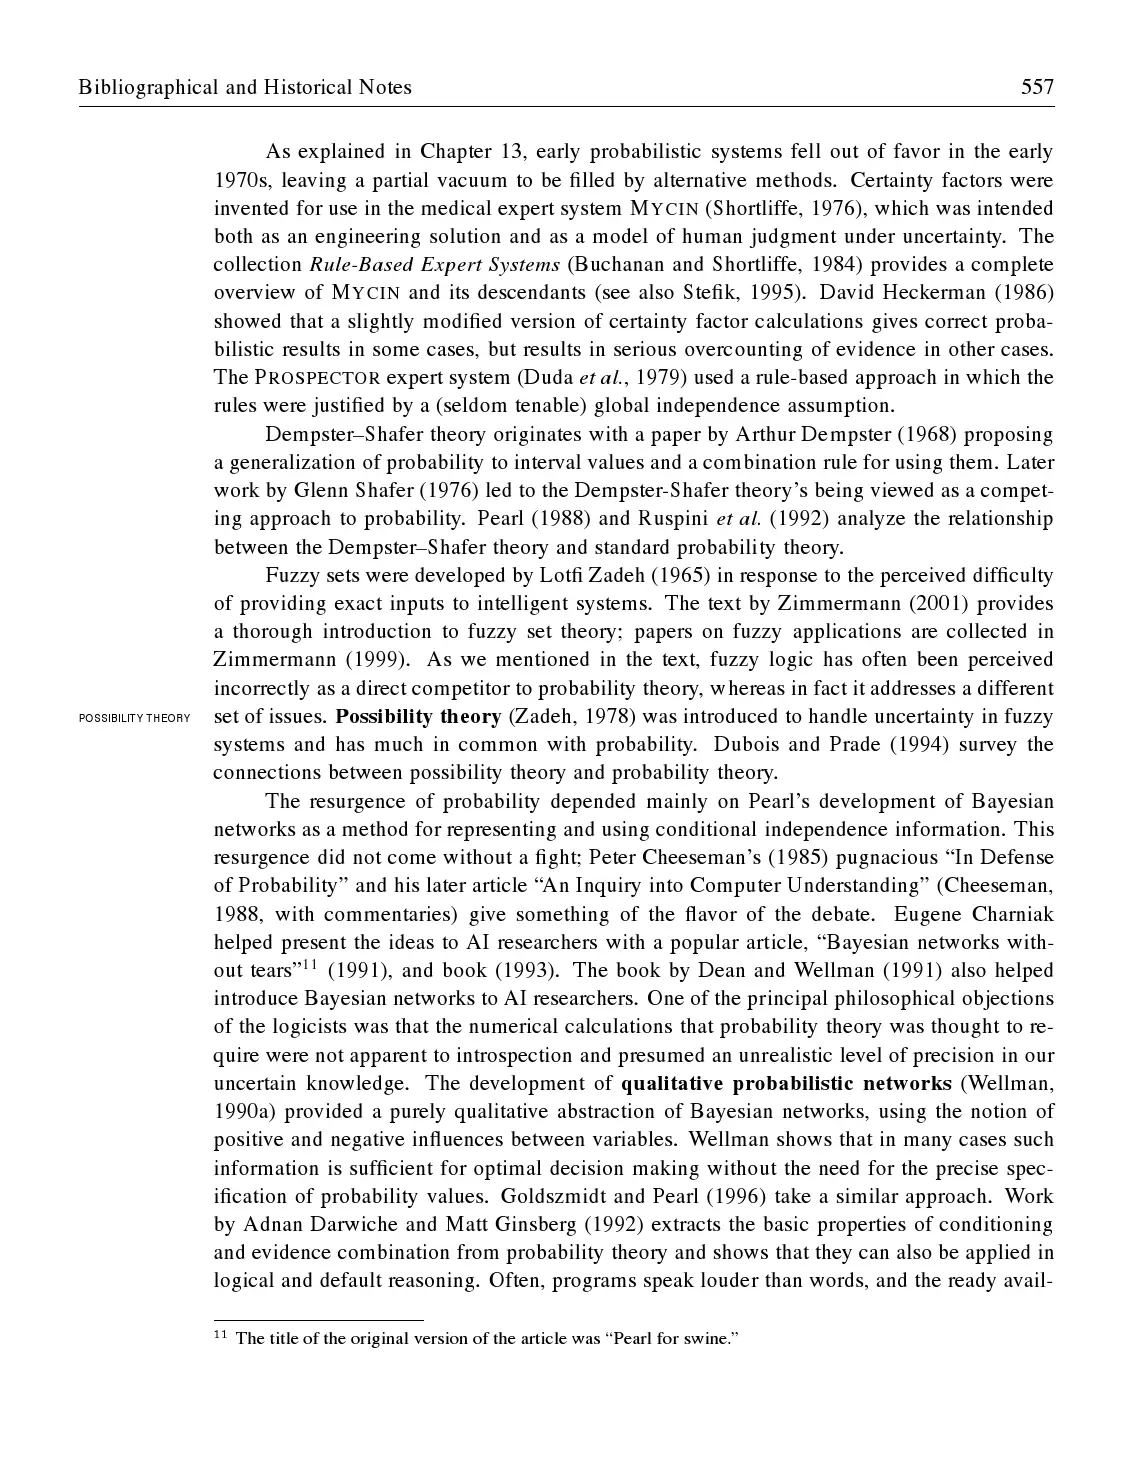 Bibliographical and Historical Notes 557
As explained in Chapter 13, early probabilistic systems fell out of favor in the early
1970s, leaving a partial vacuum to be filled by alternative methods. Certainty factors were
invented for use in the medical expert system MYCIN (Shortliffe, 1976), which was intended
both as an engineering solution and as a model of human judgment under uncertainty. The
collection Rule-Based Expert Systems (Buchanan and Shortliffe, 1984) provides a complete
overview of MYCIN and its descendants (see also Stefik, 1995). David Heckerman (1986)
showed that a slightly modified version of certainty factor calculations gives correct proba-
bilistic results in some cases, but results in serious overcounting of evidence in other cases.
The PROSPECTOR expert system (Duda et al., 1979) used a rule-based approach in which the
rules were justified by a (seldom tenable) global independence assumption.
Dempster–Shafer theory originates with a paper by Arthur Dempster (1968) proposing
a generalization of probability to interval values and a combination rule for using them. Later
work by Glenn Shafer (1976) led to the Dempster-Shafer theory's being viewed as a compet-
ing approach to probability. Pearl (1988) and Ruspini et al. (1992) analyze the relationship
between the Dempster–Shafer theory and standard probability theory.
Fuzzy sets were developed by Lotfi Zadeh (1965) in response to the perceived difficulty
of providing exact inputs to intelligent systems. The text by Zimmermann (2001) provides
a thorough introduction to fuzzy set theory; papers on fuzzy applications are collected in
Zimmermann (1999). As we mentioned in the text, fuzzy logic has often been perceived
incorrectly as a direct competitor to probability theory, whereas in fact it addresses a different
POSSIBILITY THEORY set of issues. Possibility theory (Zadeh, 1978) was introduced to handle uncertainty in fuzzy
systems and has much in common with probability. Dubois and Prade (1994) survey the
connections between possibility theory and probability theory.
The resurgence of probability depended mainly on Pearl's development of Bayesian
networks as a method for representing and using conditional independence information. This
resurgence did not come without a fight; Peter Cheeseman's (1985) pugnacious “In Defense
of Probability” and his later article “An Inquiry into Computer Understanding” (Cheeseman,
1988, with commentaries) give something of the flavor of the debate. Eugene Charniak
helped present the ideas to AI researchers with a popular article, “Bayesian networks with-
out tears”11 (1991), and book (1993). The book by Dean and Wellman (1991) also helped
introduce Bayesian networks to AI researchers. One of the principal philosophical objections
of the logicists was that the numerical calculations that probability theory was thought to re-
quire were not apparent to introspection and presumed an unrealistic level of precision in our
uncertain knowledge. The development of qualitative probabilistic networks (Wellman,
1990a) provided a purely qualitative abstraction of Bayesian networks, using the notion of
positive and negative influences between variables. Wellman shows that in many cases such
information is sufficient for optimal decision making without the need for the precise spec-
ification of probability values. Goldszmidt and Pearl (1996) take a similar approach. Work
by Adnan Darwiche and Matt Ginsberg (1992) extracts the basic properties of conditioning
and evidence combination from probability theory and shows that they can also be applied in
logical and default reasoning. Often, programs speak louder than words, and the ready avail-
11 The title of the original version of the article was “Pearl for swine.”